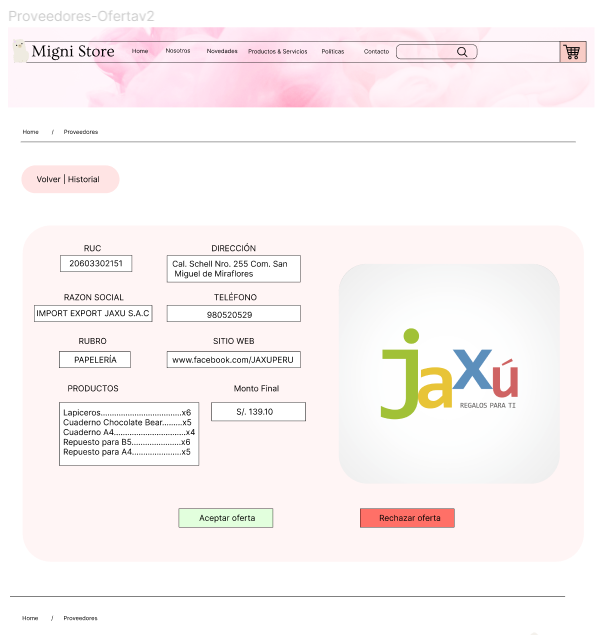 Proveedores-Ofertav2
Migni Store
Home Nosotros Novedades Productos & Servicios Políticas Contacto
Home / Proveedores
Volver | Historial
RUC
20603302151
DIRECCIÓN
Cal. Schell Nro. 255 Com. San
Miguel de Miraflores
RAZON SOCIAL
IMPORT EXPORT JAXU S.A.C
TELÉFONO
980520529
RUBRO
PAPELERÍA
SITIO WEB
www.facebook.com/JAXUPERU
PRODUCTOS
Lapiceros....................................x6
Cuaderno Chocolate Bear.........x5
Cuaderno A4................................x4
Repuesto para B5......................x6
Repuesto para A4......................x5
Monto Final
S/. 139.10
jaXú
REGALOS PARA TI
Aceptar oferta
Rechazar oferta
Home / Proveedores